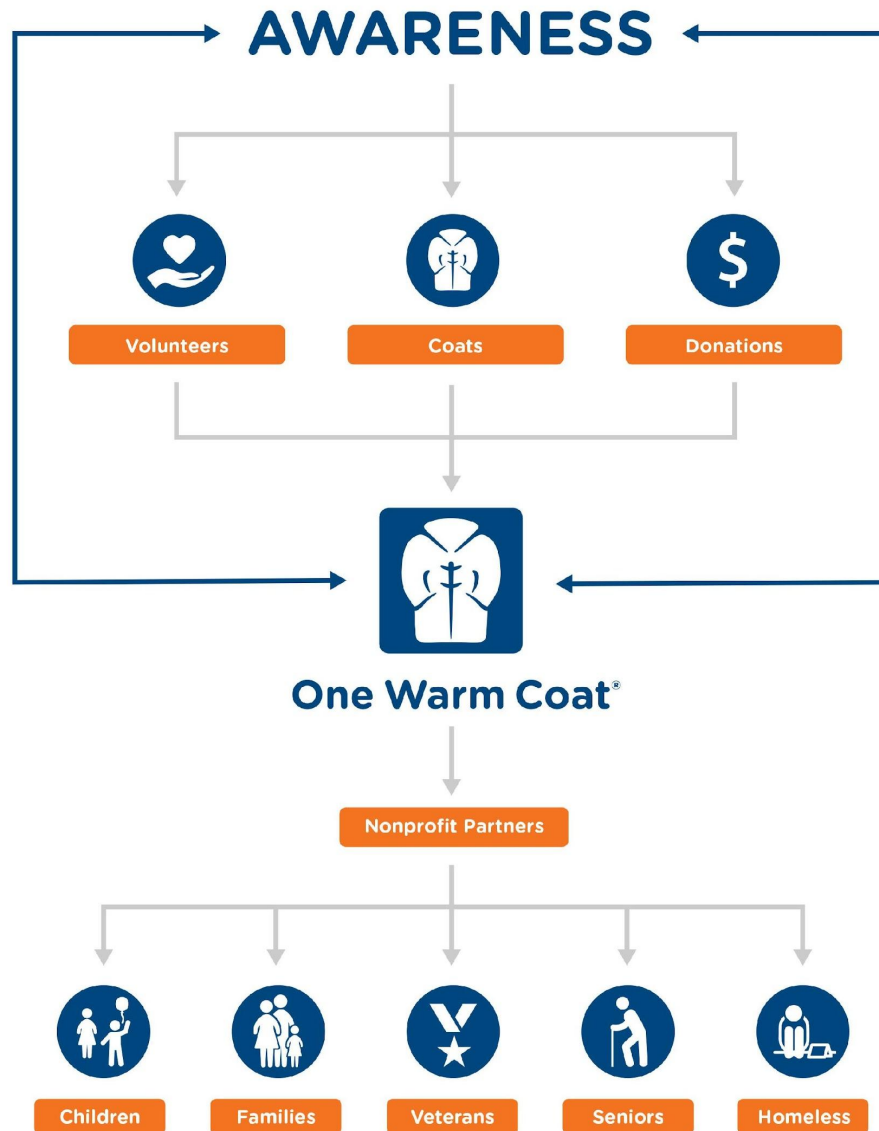 AWARENESS
Volunteers
Coats
$
Donations
One Warm Coat®
Nonprofit Partners
Children
Families
Veterans
Seniors
Homeless